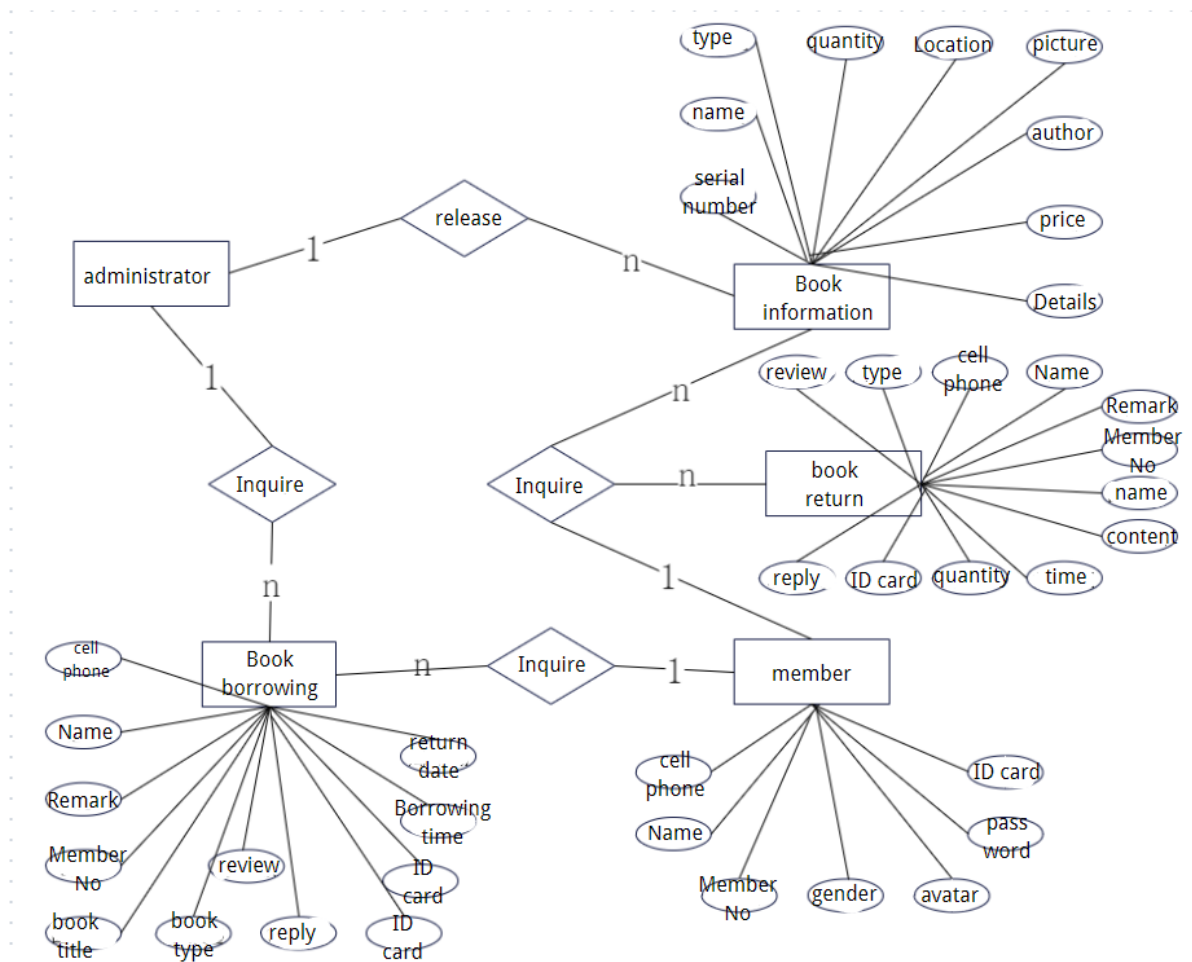 type
quantity
Location
picture
name
author
serial
number
release
price
1
n
administrator
Book
information
Details
1
n
review
type
cell
phone
Name
Remark
Member
No
Inquire
Inquire
n
book
return
name
content
n
1
reply
ID card
quantity
time
cell
phone
Book
borrowing
n
Inquire
1
member
Name
return
date
cell
phone
ID card
Remark
Borrowing
time
Name
pass
word
Member
No
review
ID
card
Member
No
gender
avatar
book
title
book
type
reply
ID
card